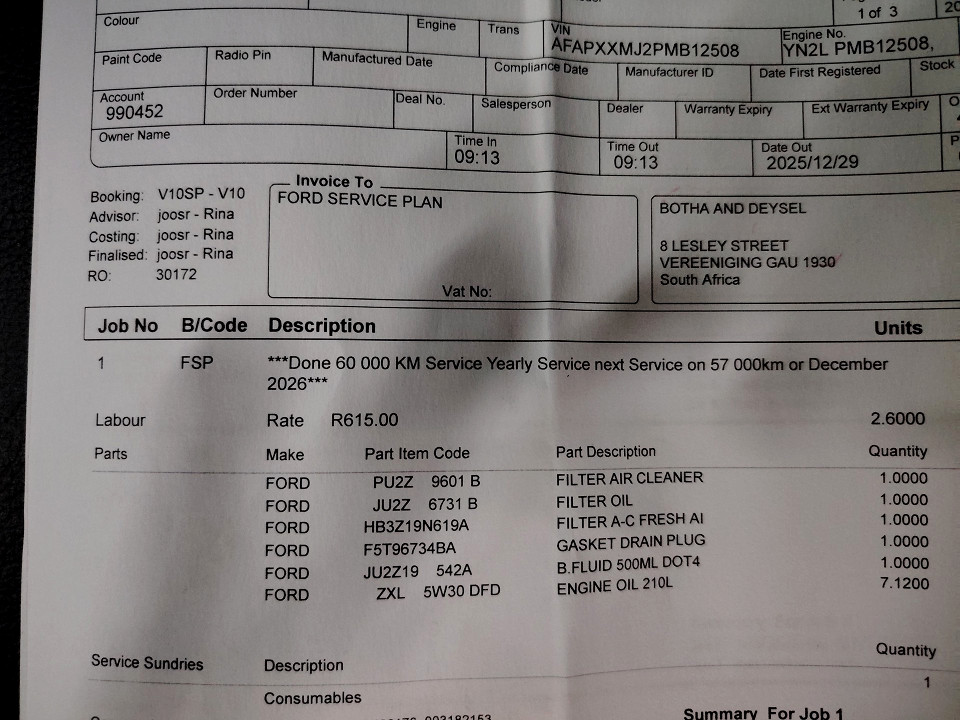 1 of 3
Colour
Engine
Trans
VIN
AFAPXXMJ2PMB12508
Engine No.
YN2L PMB12508,
Paint Code
Radio Pin
Manufactured Date
Compliance Date
Manufacturer ID
Date First Registered
Stock
Account
990452
Order Number
Deal No.
Salesperson
Dealer
Warranty Expiry
Ext Warranty Expiry
Owner Name
Time In
09:13
Time Out
09:13
Date Out
2025/12/29
Booking: V10SP - V10
Advisor: joosr - Rina
Costing: joosr - Rina
Finalised: joosr - Rina
RO: 30172
Invoice To
FORD SERVICE PLAN
Vat No:
BOTHA AND DEYSEL
8 LESLEY STREET
VEREENIGING GAU 1930
South Africa
Job No B/Code Description Units
1 FSP ***Done 60 000 KM Service Yearly Service next Service on 57 000km or December
2026***
Labour Rate R615.00 2.6000
Parts Make Part Item Code Part Description Quantity
FORD PU2Z 9601 B FILTER AIR CLEANER 1.0000
FORD JU2Z 6731 B FILTER OIL 1.0000
FORD HB3Z19N619A FILTER A-C FRESH AI 1.0000
FORD F5T96734BA GASKET DRAIN PLUG 1.0000
FORD JU2Z19 542A B.FLUID 500ML DOT4 1.0000
FORD ZXL 5W30 DFD ENGINE OIL 210L 7.1200
Service Sundries Description Quantity
Consumables 1
Summary For Job 1